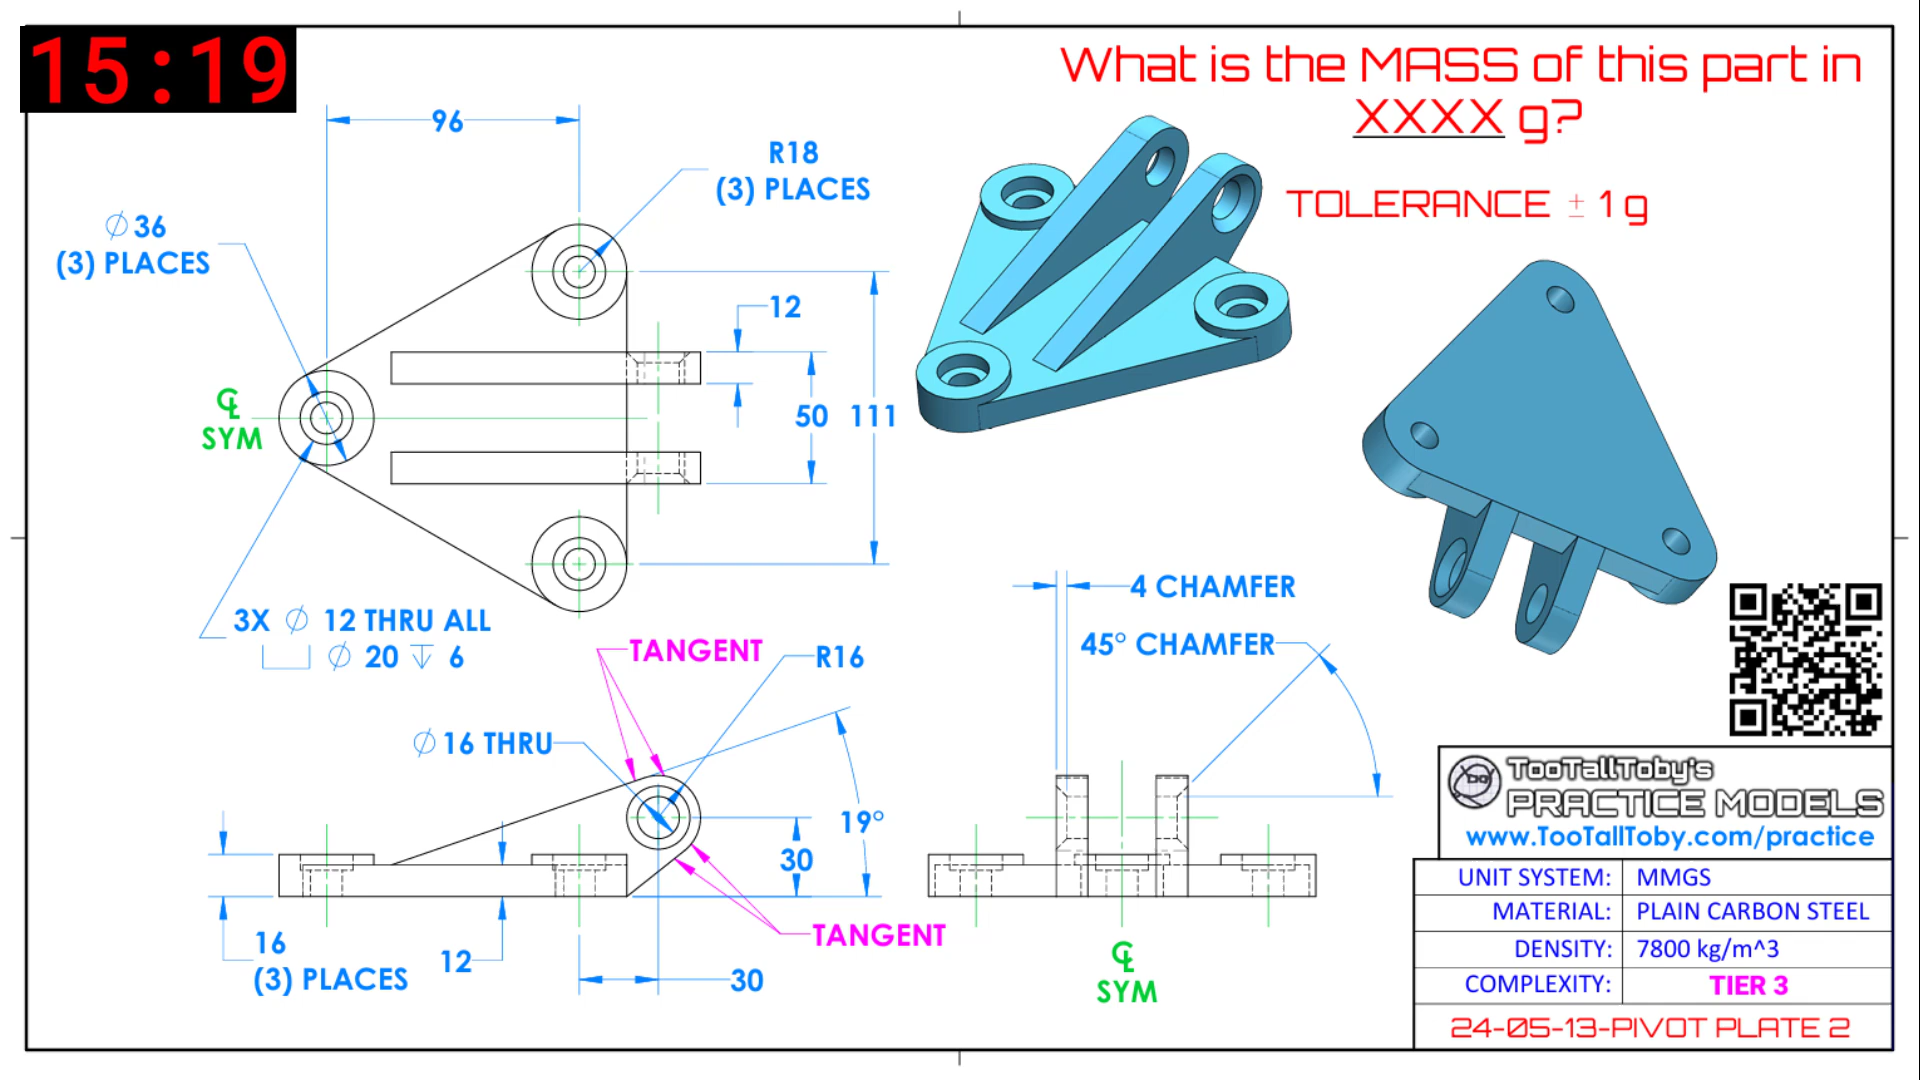 15:19
What is the MASS of this part in
XXXX g?
TOLERANCE ± 1 g
96
R18
(3) PLACES
∅ 36
(3) PLACES
12
50
111
℄
SYM
3X ∅ 12 THRU ALL
⌴ ∅ 20 ↧ 6
TANGENT
R16
∅ 16 THRU
19°
30
TANGENT
16
(3) PLACES
12
30
4 CHAMFER
45° CHAMFER
℄
SYM
TooTallToby's
PRACTICE MODELS
www.TooTallToby.com/practice
UNIT SYSTEM: MMGS
MATERIAL: PLAIN CARBON STEEL
DENSITY: 7800 kg/m^3
COMPLEXITY: TIER 3
24-05-13-PIVOT PLATE 2